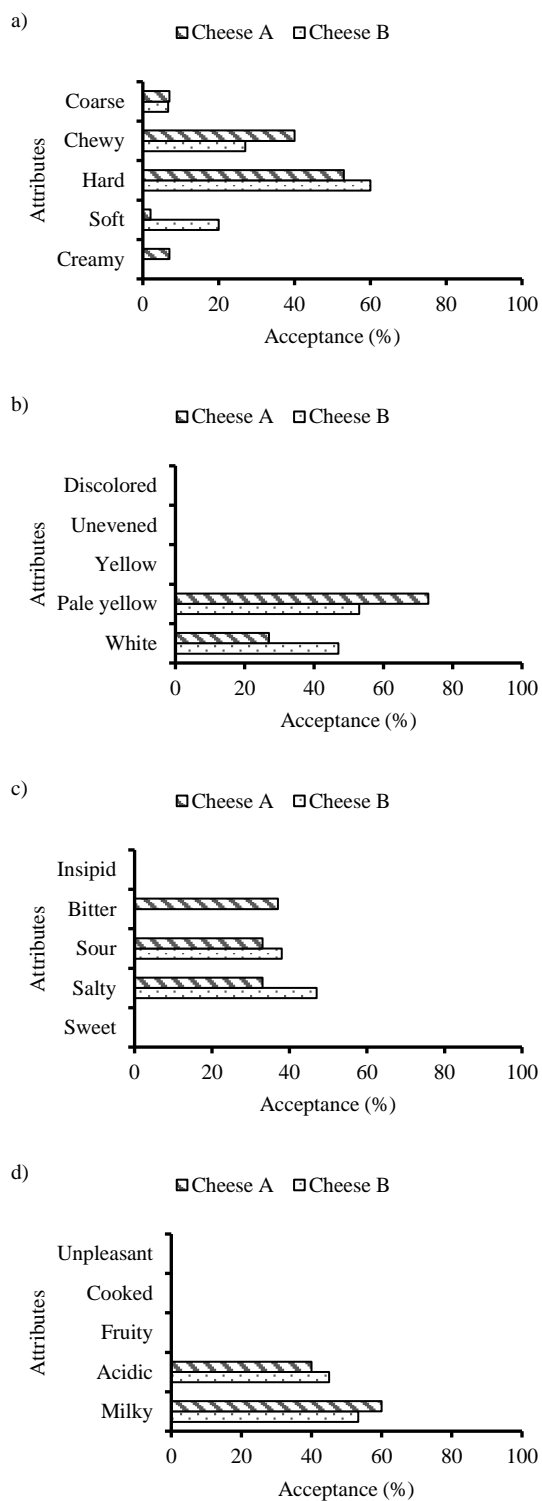 a)
Cheese A Cheese B
Coarse
Chewy
Hard
Soft
Creamy
Attributes
0 20 40 60 80 100
Acceptance (%)
b)
Cheese A Cheese B
Discolored
Unevened
Yellow
Pale yellow
White
Attributes
0 20 40 60 80 100
Acceptance (%)
c)
Cheese A Cheese B
Insipid
Bitter
Sour
Salty
Sweet
Attributes
0 20 40 60 80 100
Acceptance (%)
d)
Cheese A Cheese B
Unpleasant
Cooked
Fruity
Acidic
Milky
Attributes
0 20 40 60 80 100
Acceptance (%)